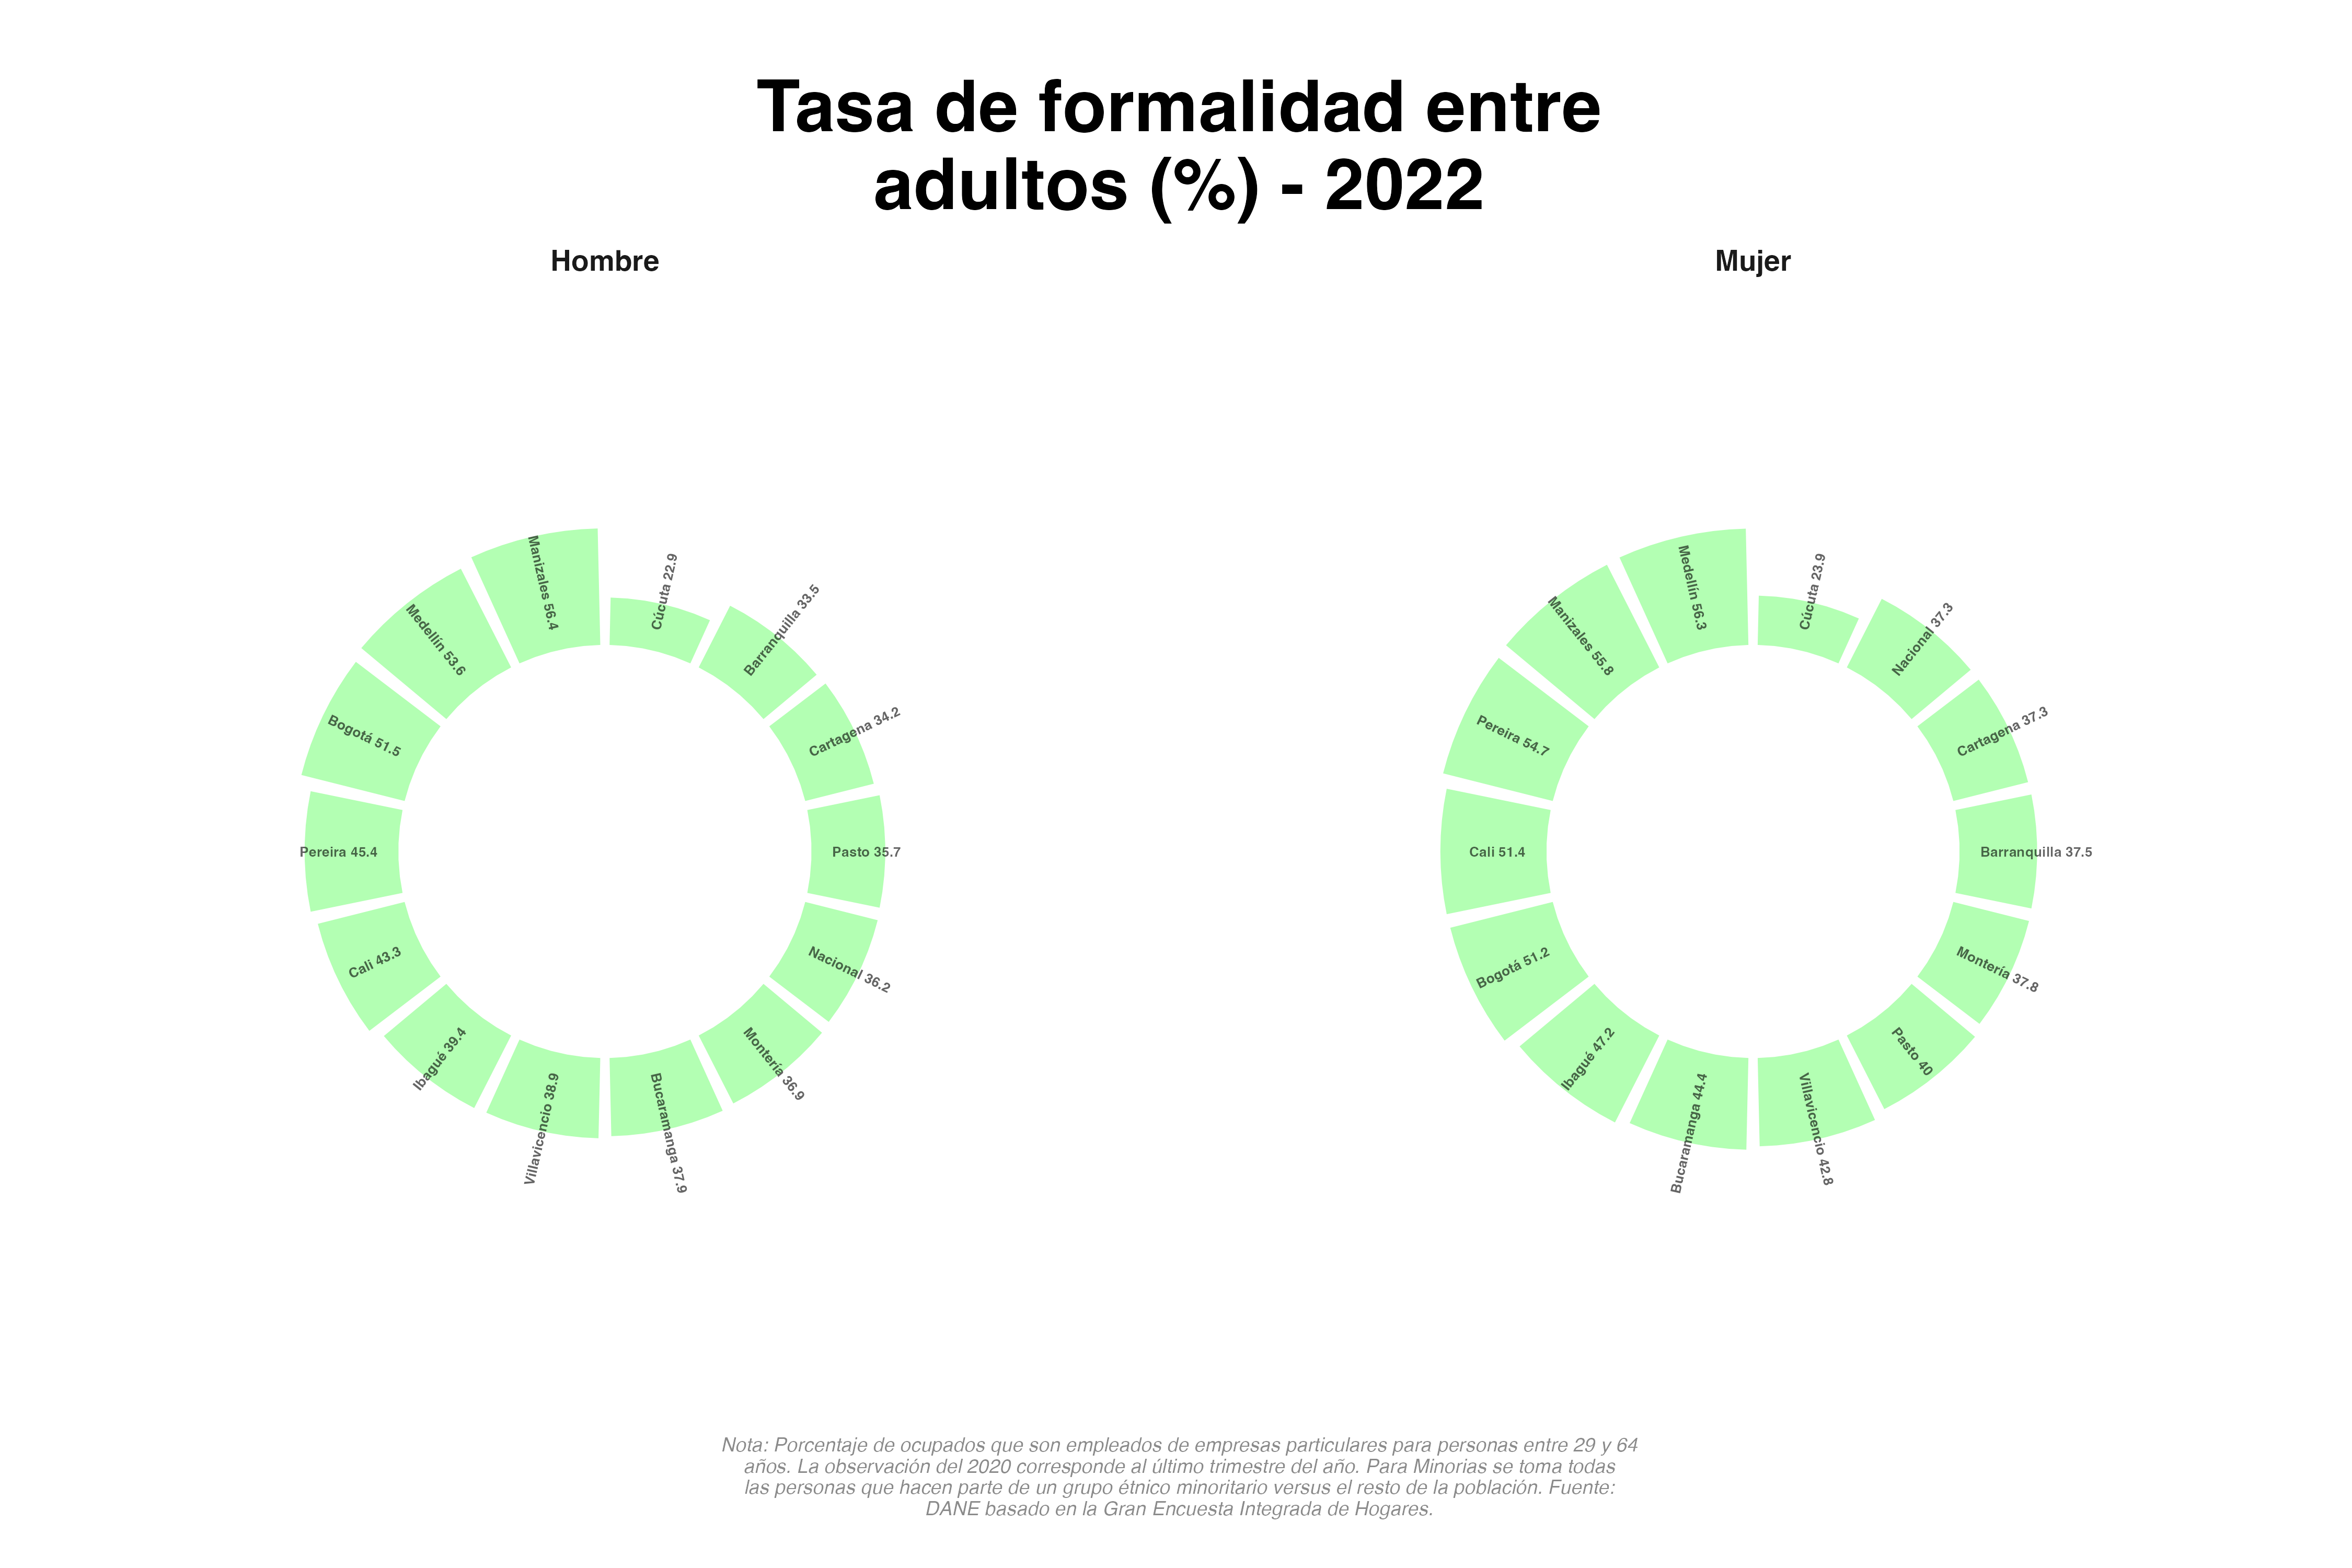 Tasa de formalidad entre
adultos (%) - 2022
Hombre
Cúcuta 22.9
Barranquilla 33.5
Cartagena 34.2
Pasto 35.7
Nacional 36.2
Montería 36.9
Bucaramanga 37.9
Villavicencio 38.9
Ibagué 39.4
Cali 43.3
Pereira 45.4
Bogotá 51.5
Medellín 53.6
Manizales 56.4
Mujer
Cúcuta 23.9
Nacional 37.3
Cartagena 37.3
Barranquilla 37.5
Montería 37.8
Pasto 40
Villavicencio 42.8
Bucaramanga 44.4
Ibagué 47.2
Bogotá 51.2
Cali 51.4
Pereira 54.7
Manizales 55.8
Medellín 56.3
Nota: Porcentaje de ocupados que son empleados de empresas particulares para personas entre 29 y 64
años. La observación del 2020 corresponde al último trimestre del año. Para Minorias se toma todas
las personas que hacen parte de un grupo étnico minoritario versus el resto de la población. Fuente:
DANE basado en la Gran Encuesta Integrada de Hogares.